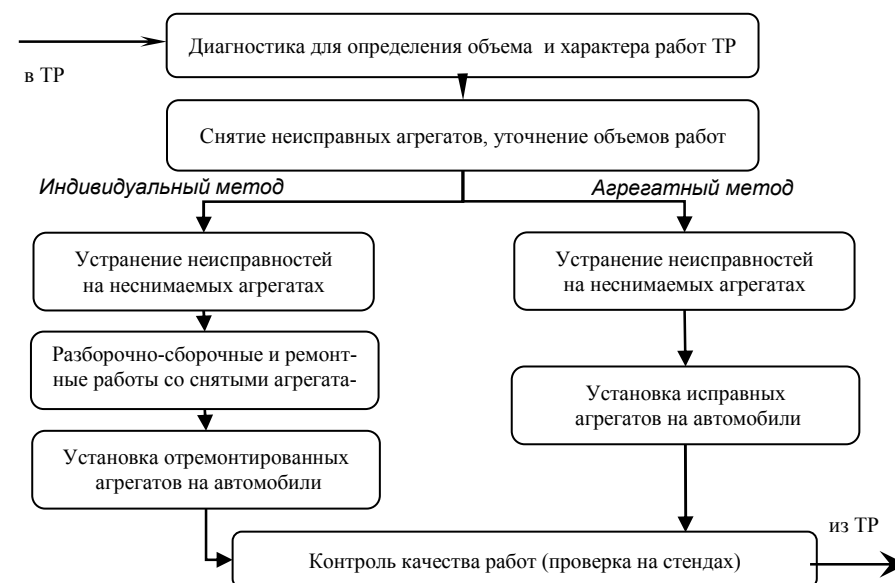 Диагностика для определения объема и характера работ ТР
в ТР
Снятие неисправных агрегатов, уточнение объемов работ
Индивидуальный метод
Агрегатный метод
Устранение неисправностей
на неснимаемых агрегатах
Устранение неисправностей
на неснимаемых агрегатах
Разборочно-сборочные и ремонт-
ные работы со снятыми агрегата-
Установка исправных
агрегатов на автомобили
Установка отремонтированных
агрегатов на автомобили
из ТР
Контроль качества работ (проверка на стендах)